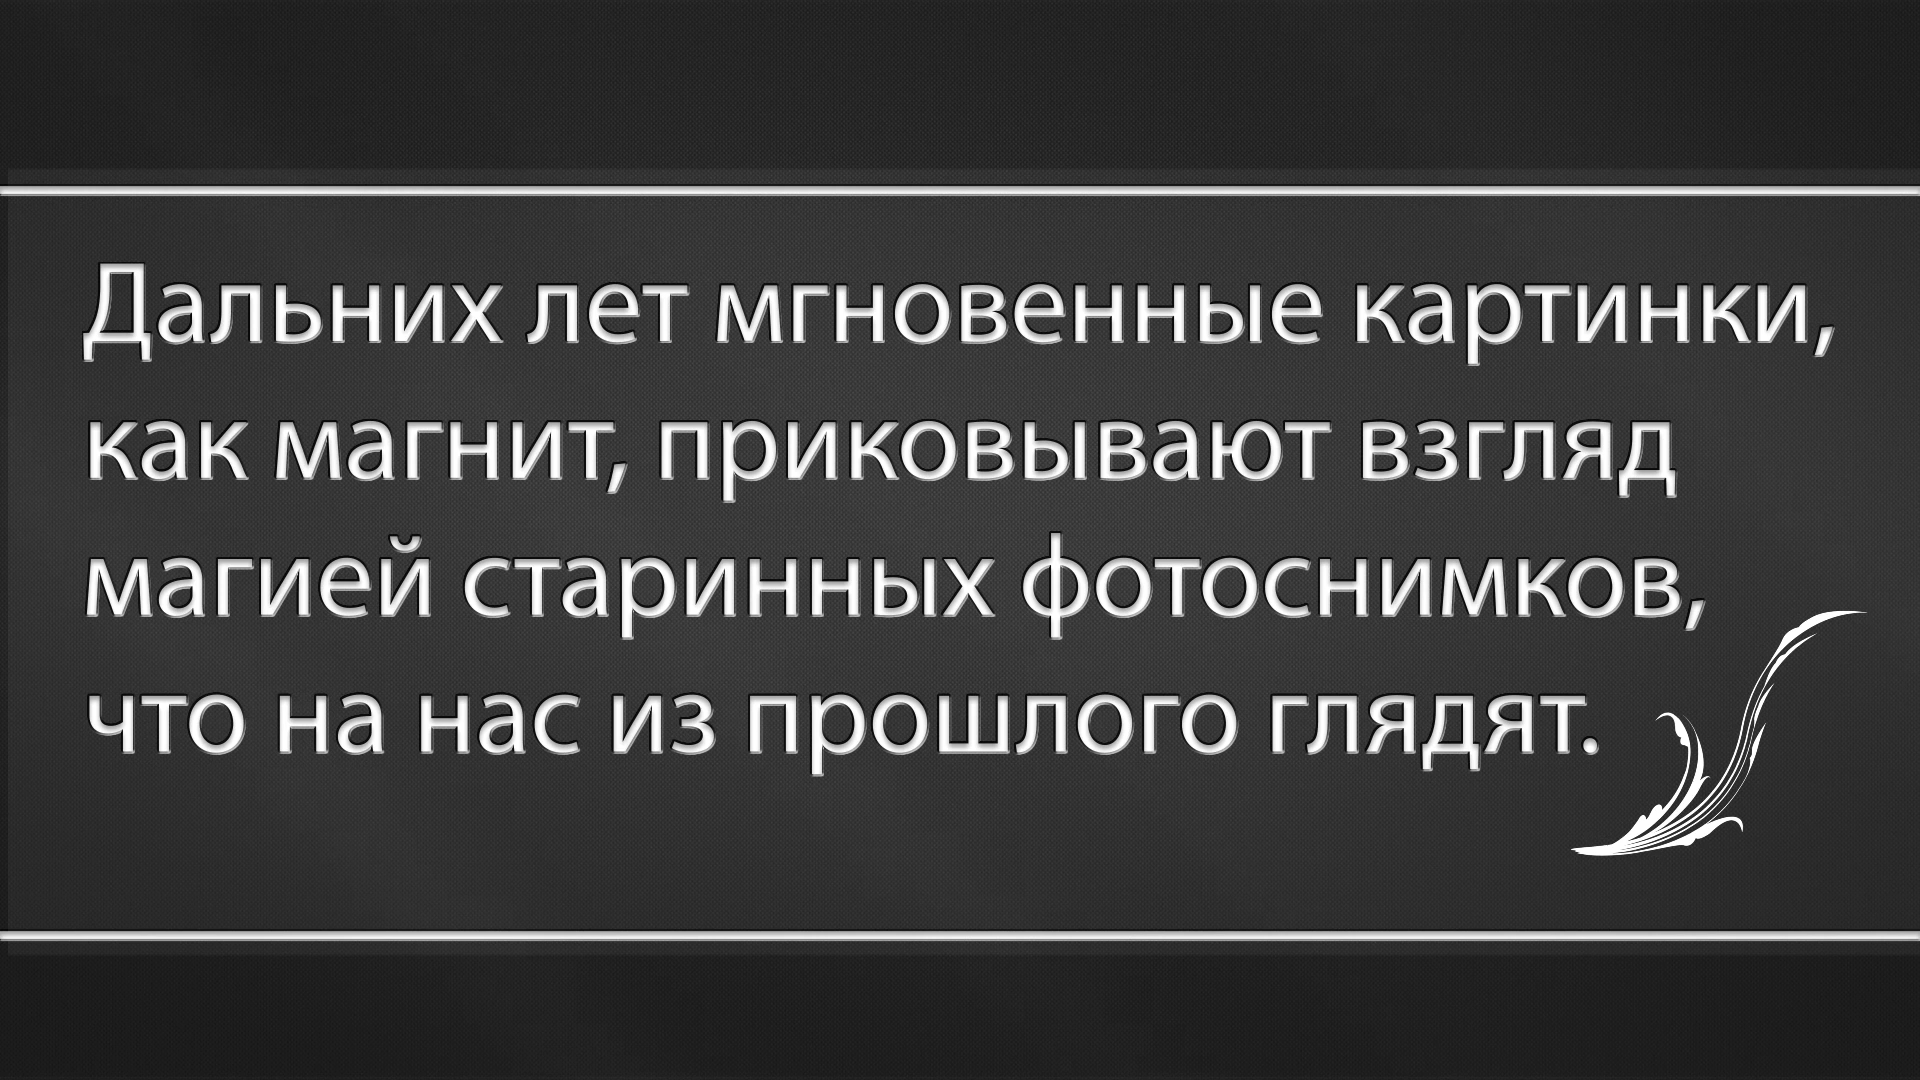 Дальних лет мгновенные картинки,
как магнит, приковывают взгляд
магией старинных фотоснимков,
что на нас из прошлого глядят.